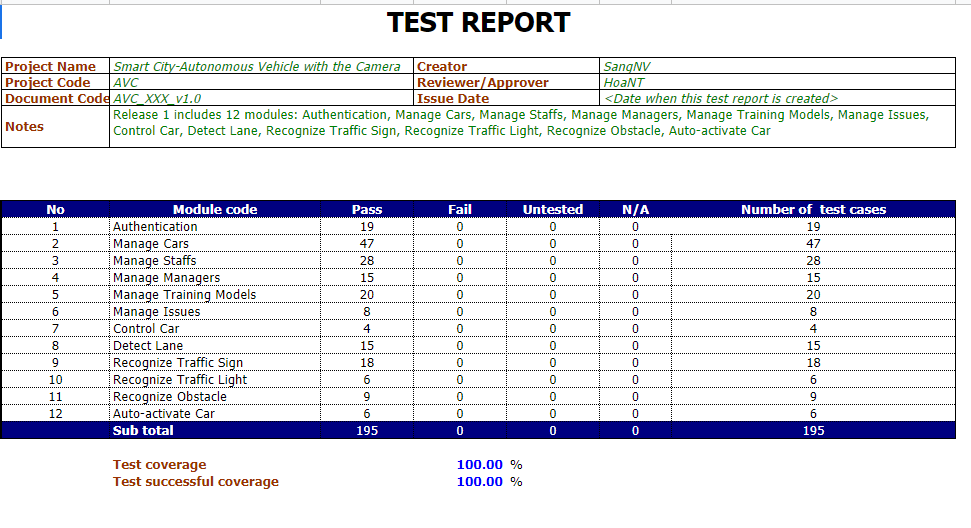 TEST REPORT
Project Name Smart City-Autonomous Vehicle with the Camera Creator SangNV
Project Code AVC Reviewer/Approver HoaNT
Document Code AVC_XXX_v1.0 Issue Date <Date when this test report is created>
Notes Release 1 includes 12 modules: Authentication, Manage Cars, Manage Staffs, Manage Managers, Manage Training Models, Manage Issues,
Control Car, Detect Lane, Recognize Traffic Sign, Recognize Traffic Light, Recognize Obstacle, Auto-activate Car
No Module code Pass Fail Untested N/A Number of test cases
1 Authentication 19 0 0 0 19
2 Manage Cars 47 0 0 0 47
3 Manage Staffs 28 0 0 0 28
4 Manage Managers 15 0 0 0 15
5 Manage Training Models 20 0 0 0 20
6 Manage Issues 8 0 0 0 8
7 Control Car 4 0 0 0 4
8 Detect Lane 15 0 0 0 15
9 Recognize Traffic Sign 18 0 0 0 18
10 Recognize Traffic Light 6 0 0 0 6
11 Recognize Obstacle 9 0 0 0 9
12 Auto-activate Car 6 0 0 0 6
Sub total 195 0 0 0 195
Test coverage 100.00 %
Test successful coverage 100.00 %